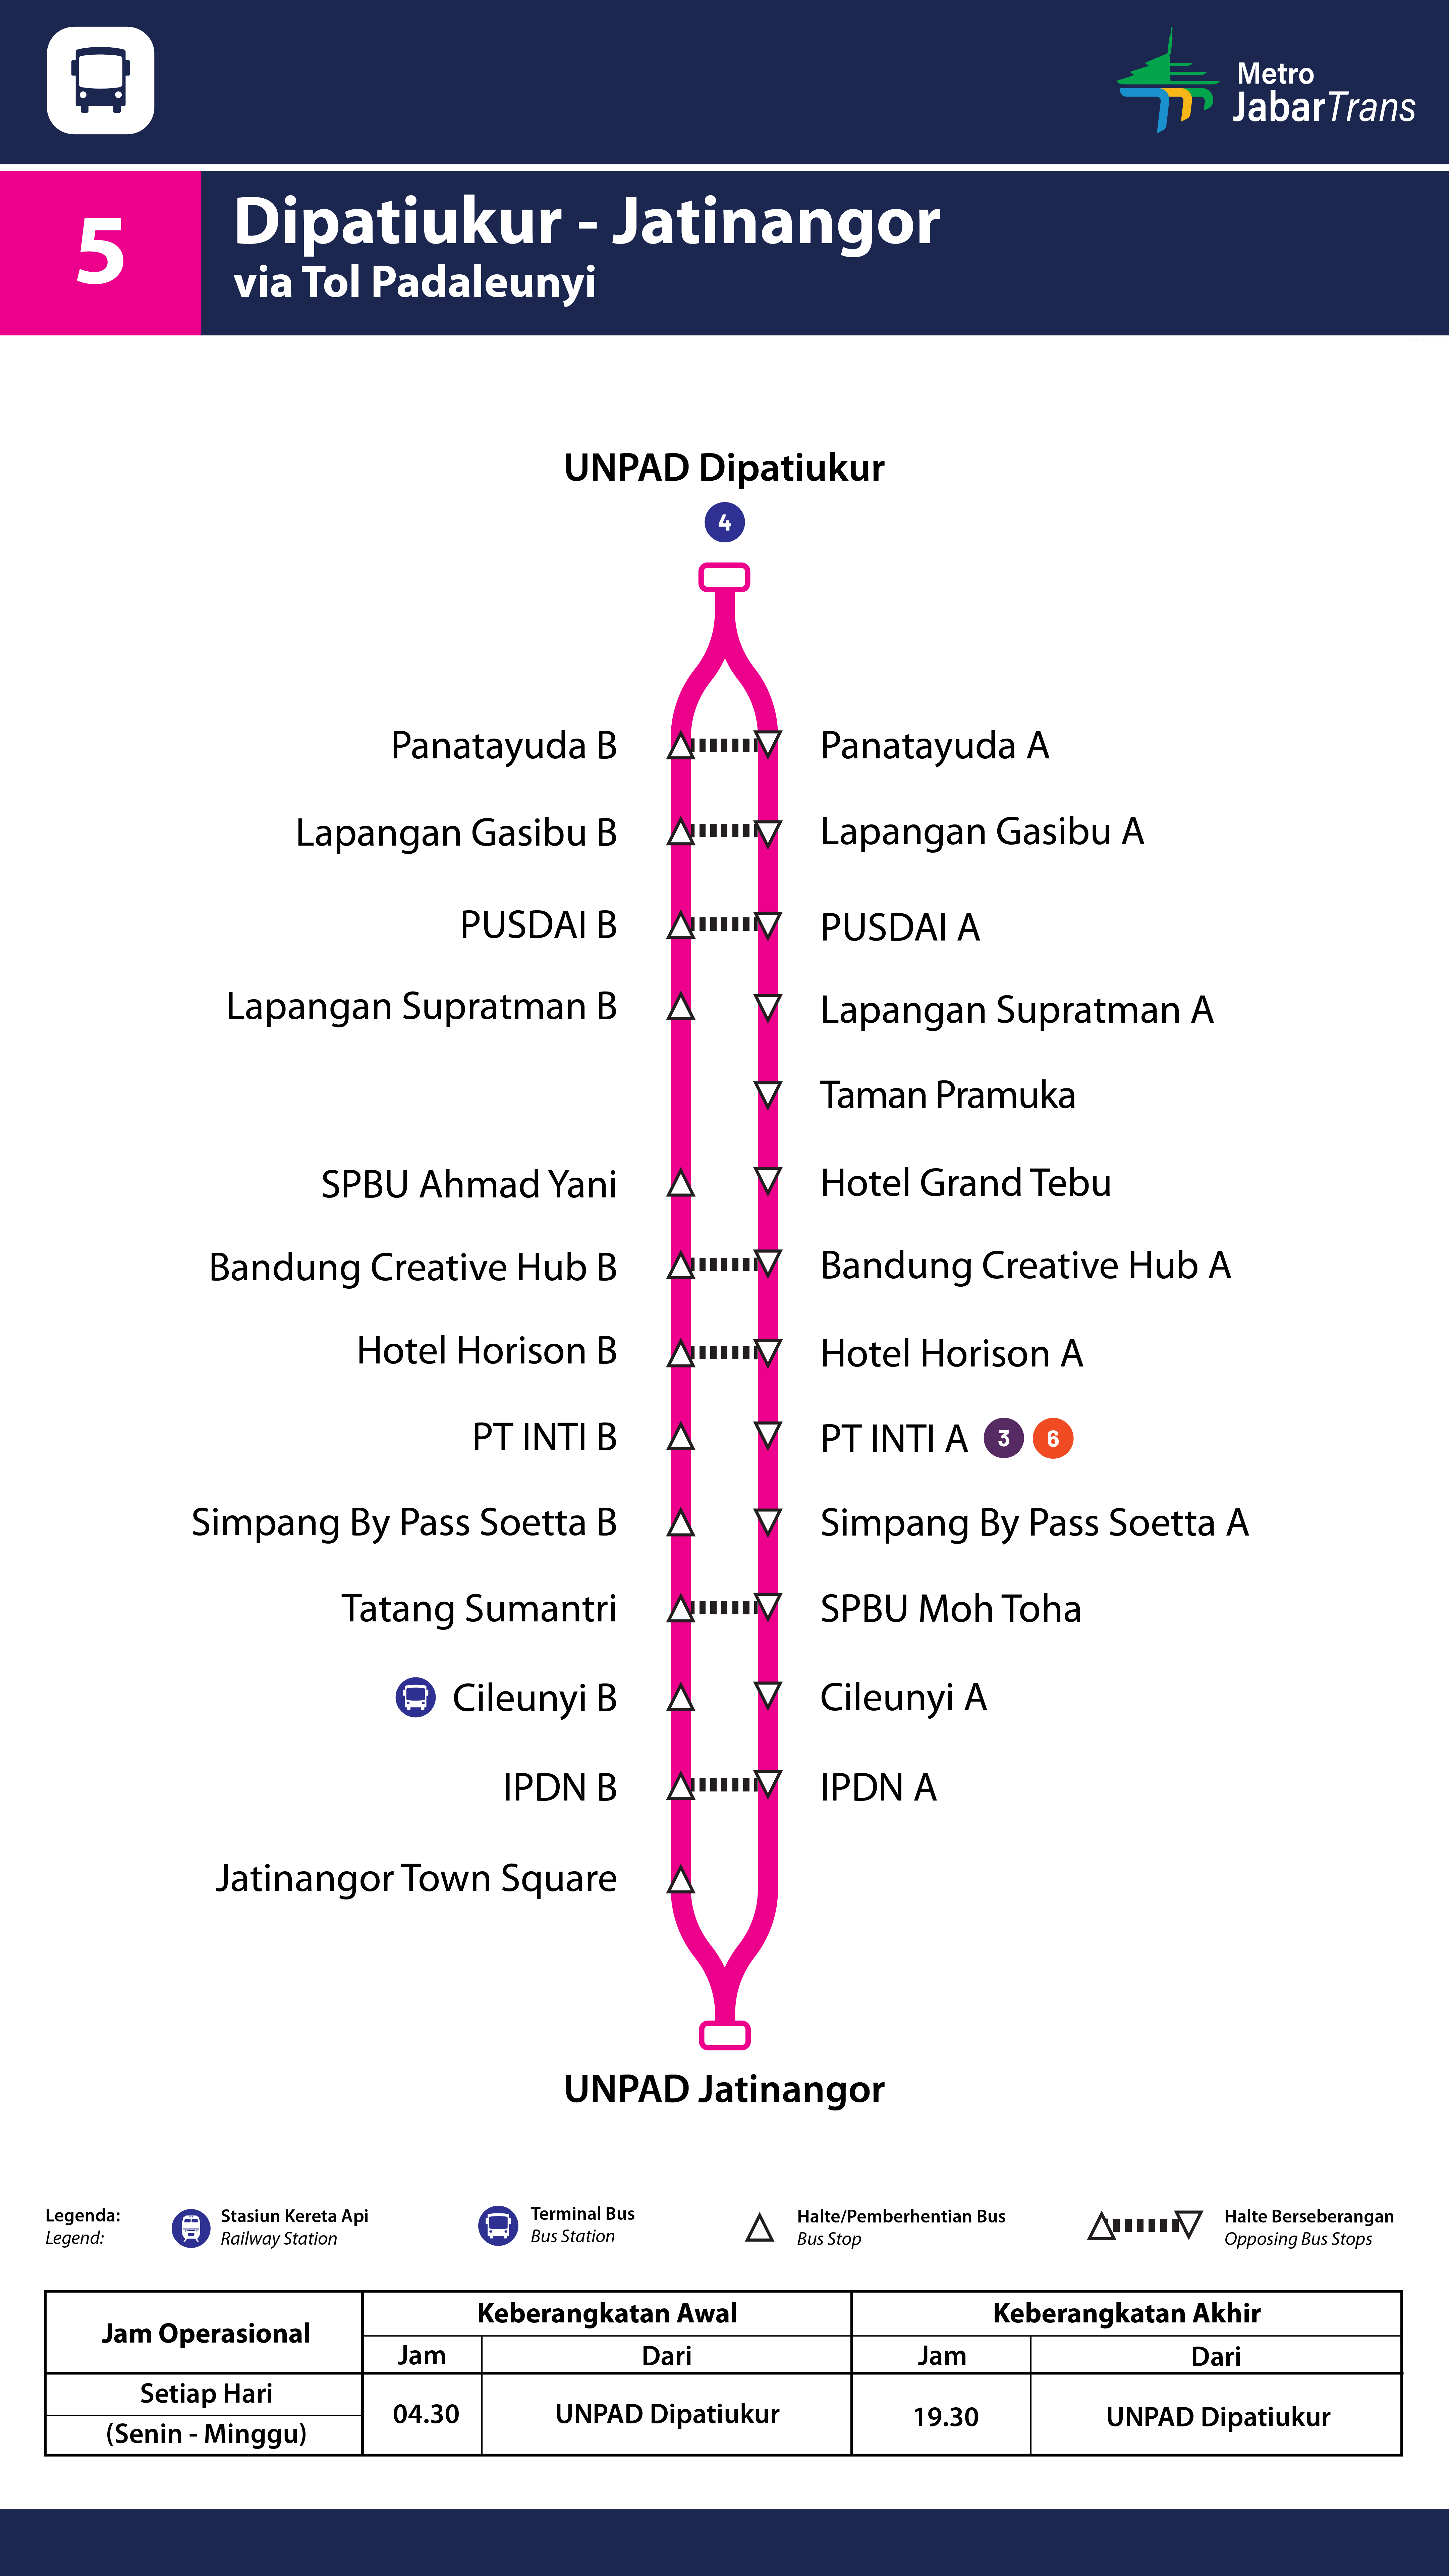 Metro
JabarTrans
5
Dipatiukur - Jatinangor
via Tol Padaleunyi
UNPAD Dipatiukur
4
Panatayuda B
Panatayuda A
Lapangan Gasibu B
Lapangan Gasibu A
PUSDAI B
PUSDAI A
Lapangan Supratman B
Lapangan Supratman A
Taman Pramuka
SPBU Ahmad Yani
Hotel Grand Tebu
Bandung Creative Hub B
Bandung Creative Hub A
Hotel Horison B
Hotel Horison A
PT INTI B
PT INTI A 3 6
Simpang By Pass Soetta B
Simpang By Pass Soetta A
Tatang Sumantri
SPBU Moh Toha
Cileunyi B
Cileunyi A
IPDN B
IPDN A
Jatinangor Town Square
UNPAD Jatinangor
Legenda:
Legend:
Stasiun Kereta Api
Railway Station
Terminal Bus
Bus Station
Halte/Pemberhentian Bus
Bus Stop
Halte Berseberangan
Opposing Bus Stops
Jam Operasional
Keberangkatan Awal
Keberangkatan Akhir
Jam
Dari
Jam
Dari
Setiap Hari
(Senin - Minggu)
04.30
UNPAD Dipatiukur
19.30
UNPAD Dipatiukur